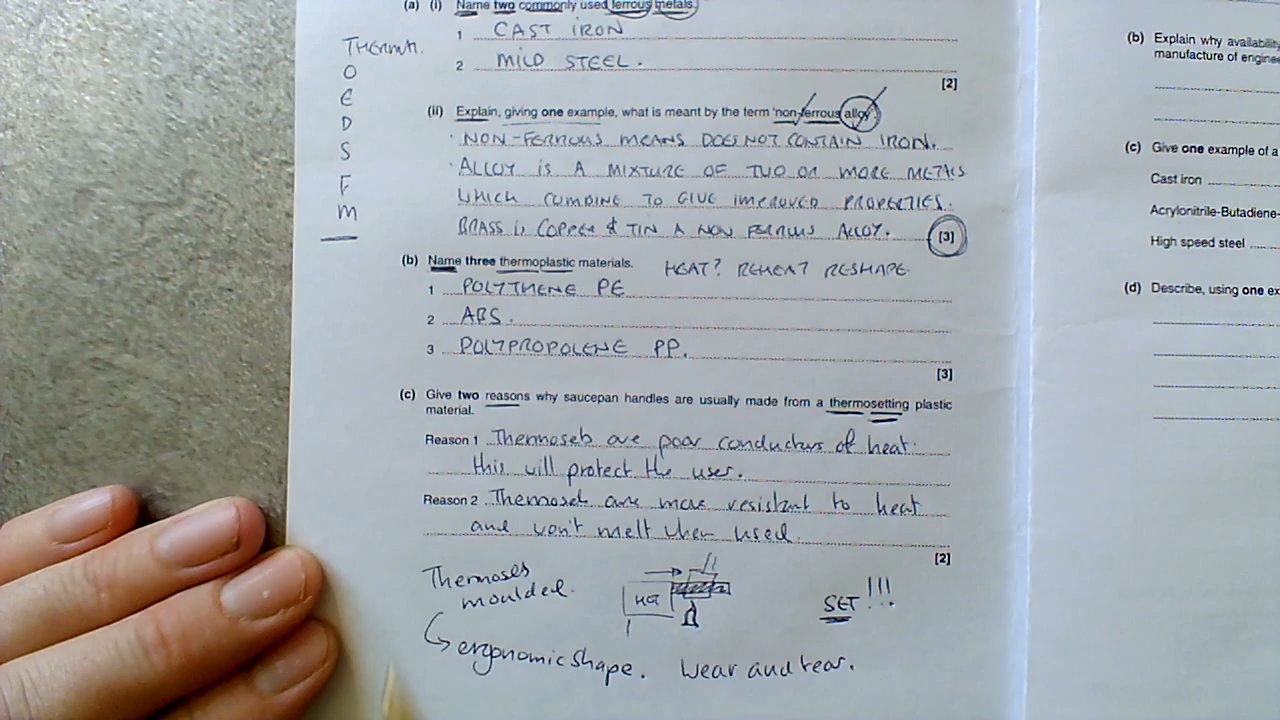 (a) (i) Name two commonly used ferrous metals.
1 CAST IRON
2 MILD STEEL.
[2]
THERMO
O
E
D
S
F
M
(ii) Explain, giving one example, what is meant by the term 'non-ferrous alloy'.
· NON-FERROUS MEANS DOES NOT CONTAIN IRON.
· ALLOY IS A MIXTURE OF TWO OR MORE METALS
WHICH COMBINE TO GIVE IMPROVED PROPERTIES.
BRASS is COPPER & TIN A NON FERROUS ALLOY.
[3]
(b) Name three thermoplastic materials. HEAT? REHEAT RESHAPE
1 POLYTHENE PE
2 ABS.
3 POLYPROPOLENE PP.
[3]
(c) Give two reasons why saucepan handles are usually made from a thermosetting plastic
material.
Reason 1 Thermosets are poor conductors of heat.
this will protect the user.
Reason 2 Thermoset are more resistant to heat
and won't melt when used.
[2]
Thermoses
moulded.
HOT
SET !!!
ergonomic shape. Wear and tear.
(b) Explain why availability
manufacture of engine
(c) Give one example of a
Cast iron
Acrylonitrile-Butadiene-
High speed steel
(d) Describe, using one ex